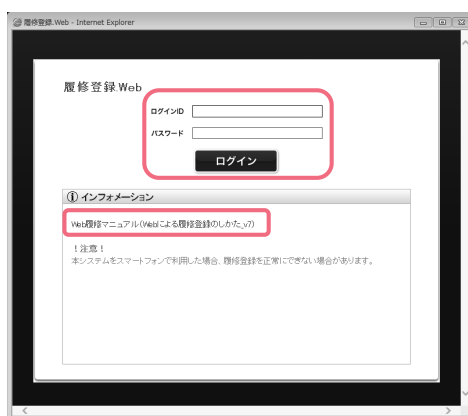 履修登録.Web - Internet Explorer
履修登録.Web
ログインID
パスワード
ログイン
インフォメーション
Web履修マニュアル(Webによる履修登録のしかた_v7)
！注意！
本システムをスマートフォンで利用した場合、履修登録を正常にできない場合があります。